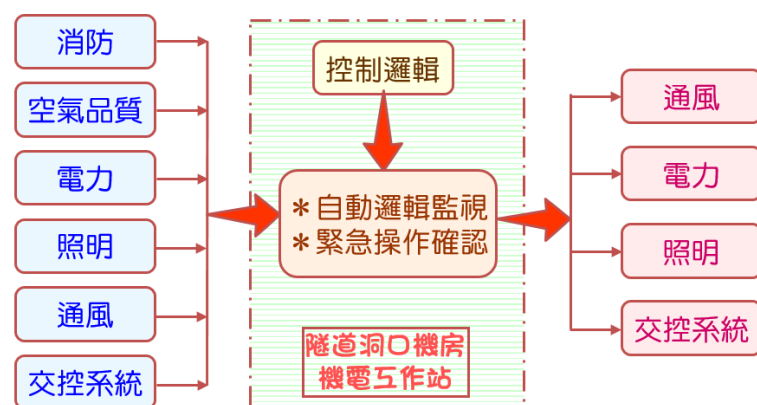 消防
空氣品質
電力
照明
通風
交控系統
控制邏輯
＊自動邏輯監視
＊緊急操作確認
隧道洞口機房
機電工作站
通風
電力
照明
交控系統